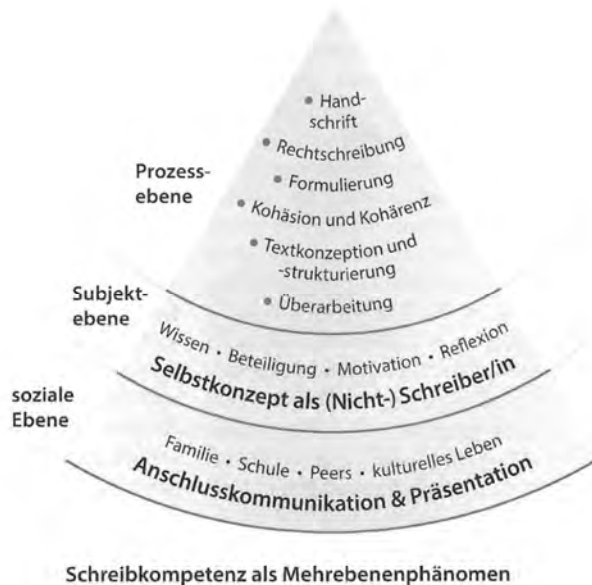 • Hand-
schrift
• Rechtschreibung
Prozess-
ebene
• Formulierung
• Kohäsion und Kohärenz
• Textkonzeption und
-strukturierung
• Überarbeitung
Subjekt-
ebene
Wissen • Beteiligung • Motivation • Reflexion
Selbstkonzept als (Nicht-) Schreiber/in
soziale
Ebene
Familie • Schule • Peers • kulturelles Leben
Anschlusskommunikation & Präsentation
Schreibkompetenz als Mehrebenenphänomen